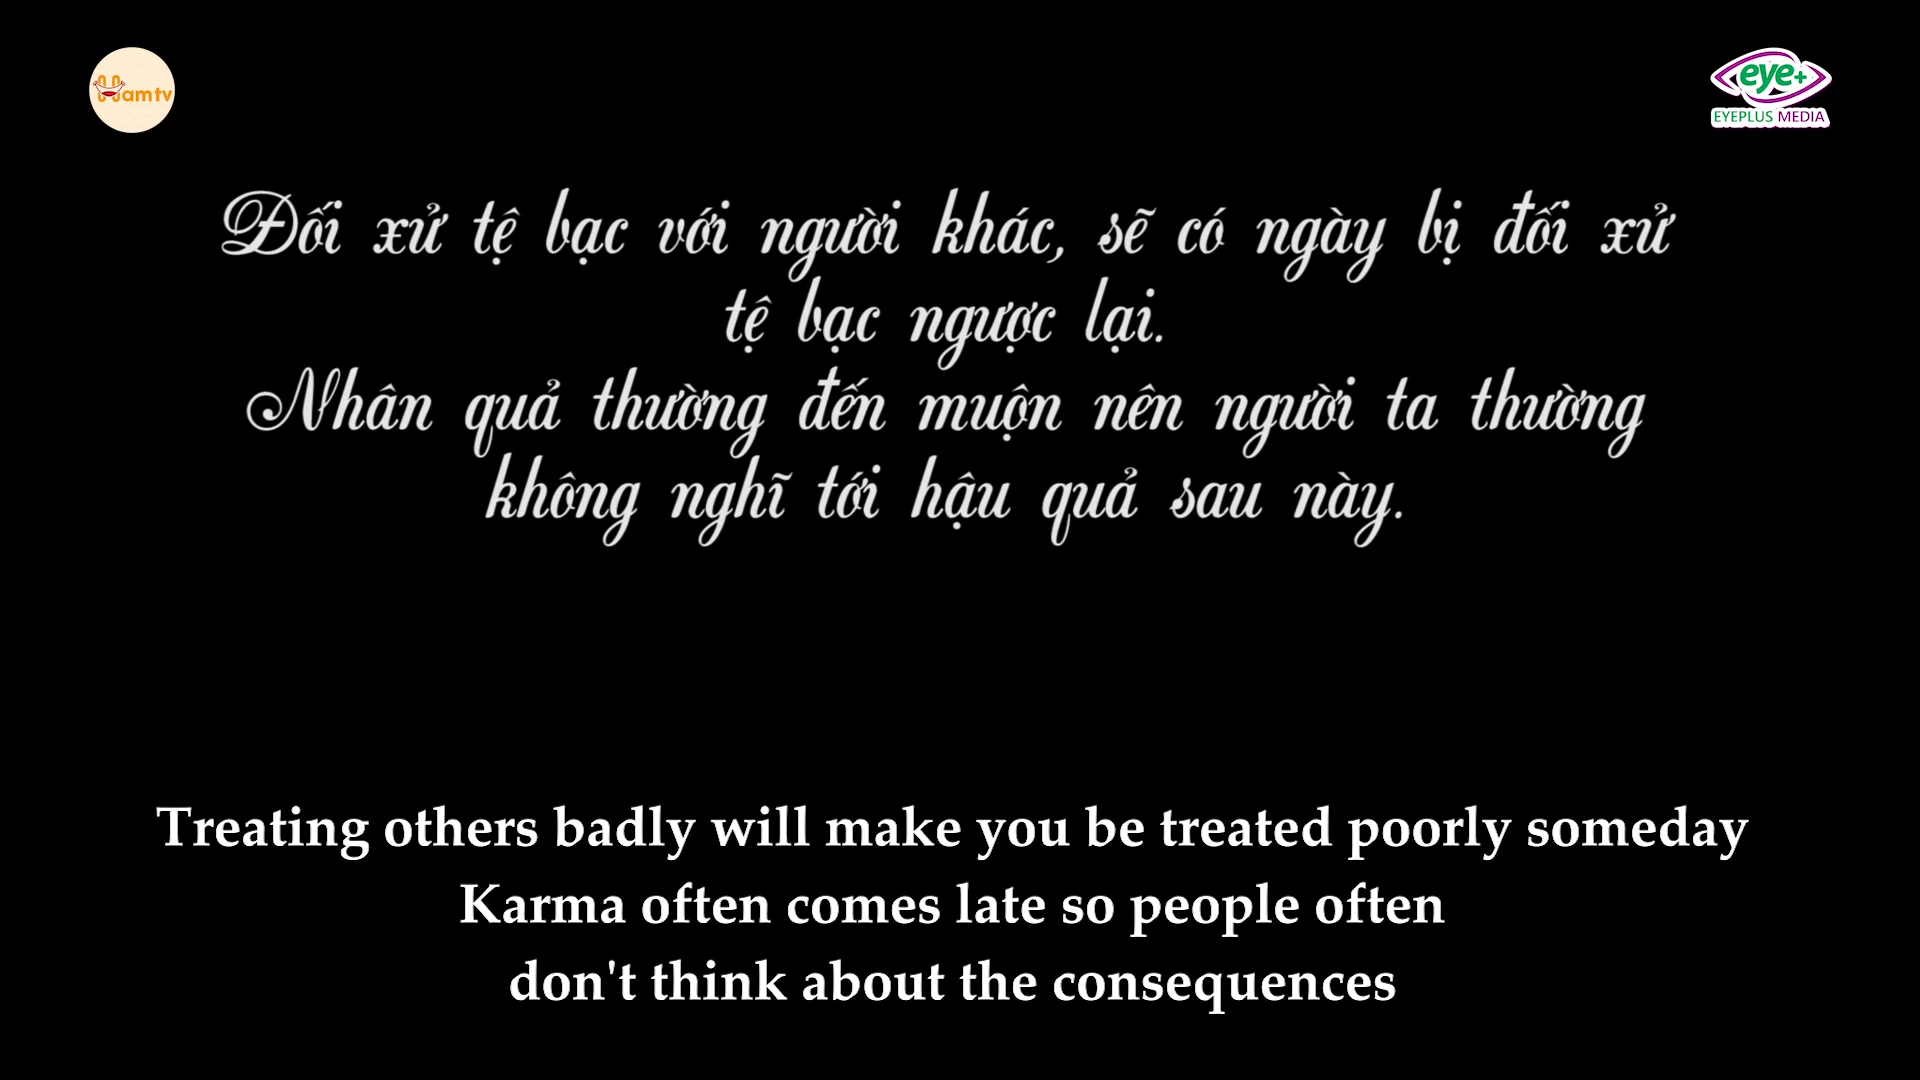 Hamtv
eye+
EYEPLUS MEDIA
Đối xử tệ bạc với người khác, sẽ có ngày bị đối xử
tệ bạc ngược lại.
Nhân quả thường đến muộn nên người ta thường
không nghĩ tới hậu quả sau này.
Treating others badly will make you be treated poorly someday
Karma often comes late so people often
don't think about the consequences